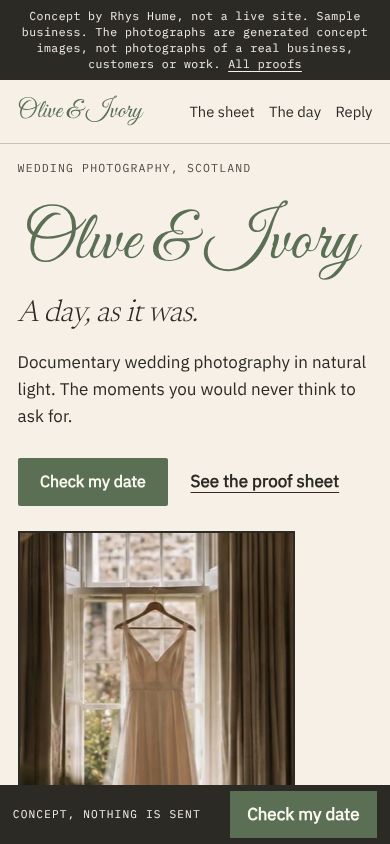 Concept by Rhys Hume, not a live site. Sample
business. The photographs are generated concept
images, not photographs of a real business,
customers or work. All proofs
Olive & Ivory
The sheet The day Reply
WEDDING PHOTOGRAPHY, SCOTLAND
Olive & Ivory
A day, as it was.
Documentary wedding photography in natural
light. The moments you would never think to
ask for.
Check my date See the proof sheet
CONCEPT, NOTHING IS SENT Check my date